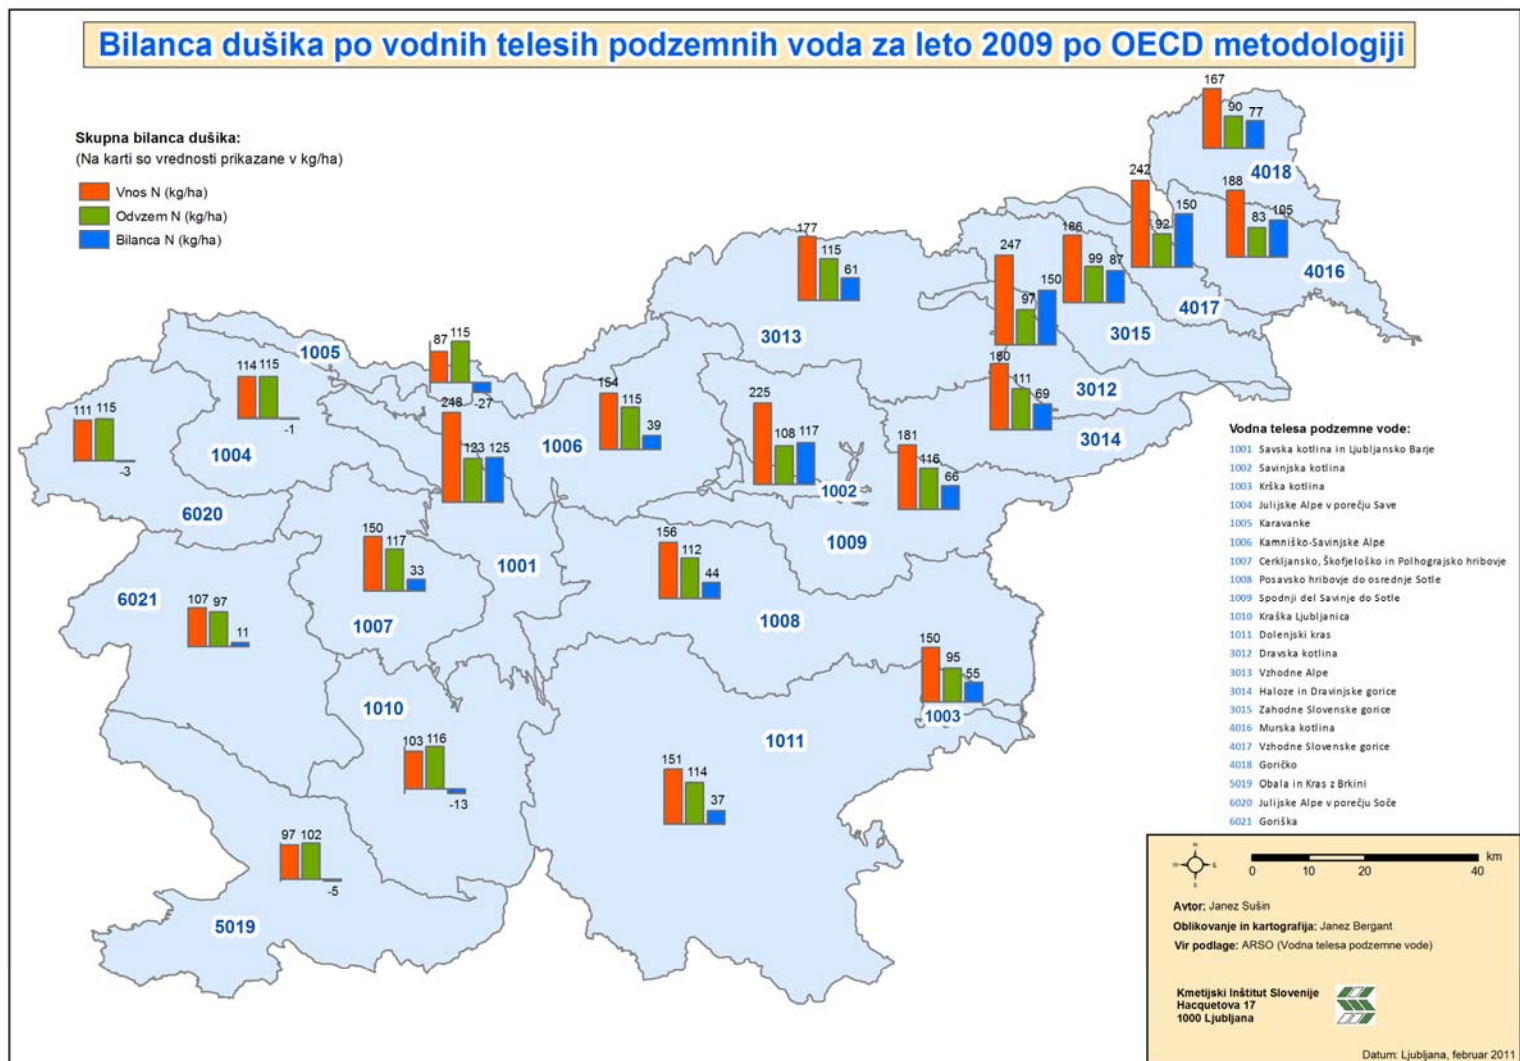 Bilanca dušika po vodnih telesih podzemnih voda za leto 2009 po OECD metodologiji
Skupna bilanca dušika:
(Na karti so vrednosti prikazane v kg/ha)
Vnos N (kg/ha)
Odvzem N (kg/ha)
Bilanca N (kg/ha)
167 90 77
4018
242 92 150
188 83 105
4016
4017
186 99 87
3015
247 97 150
3012
177 115 61
3013
180 111 69
3014
87 115 -27
1005
114 115 -1
1004
111 115 -3
6020
248 123 125
1001
154 115 39
1006
225 108 117
1002
181 116 66
1009
150 117 33
1007
156 112 44
1008
107 97 11
6021
150 95 55
1003
103 116 -13
1010
151 114 37
1011
97 102 -5
5019
Vodna telesa podzemne vode:
1001 Savska kotlina in Ljubljansko Barje
1002 Savinjska kotlina
1003 Krška kotlina
1004 Julijske Alpe v porečju Save
1005 Karavanke
1006 Kamniško-Savinjske Alpe
1007 Cerkljansko, Škofjeloško in Polhograjsko hribovje
1008 Posavsko hribovje do osrednje Sotle
1009 Spodnji del Savinje do Sotle
1010 Kraška Ljubljanica
1011 Dolenjski kras
3012 Dravska kotlina
3013 Vzhodne Alpe
3014 Haloze in Dravinjske gorice
3015 Zahodne Slovenske gorice
4016 Murska kotlina
4017 Vzhodne Slovenske gorice
4018 Goričko
5019 Obala in Kras z Brkini
6020 Julijske Alpe v porečju Soče
6021 Goriška
N
W E
S
0 10 20 40 km
Avtor: Janez Sušin
Oblikovanje in kartografija: Janez Bergant
Vir podlage: ARSO (Vodna telesa podzemne vode)
Kmetijski Inštitut Slovenije
Hacquetova 17
1000 Ljubljana
Datum: Ljubljana, februar 2011